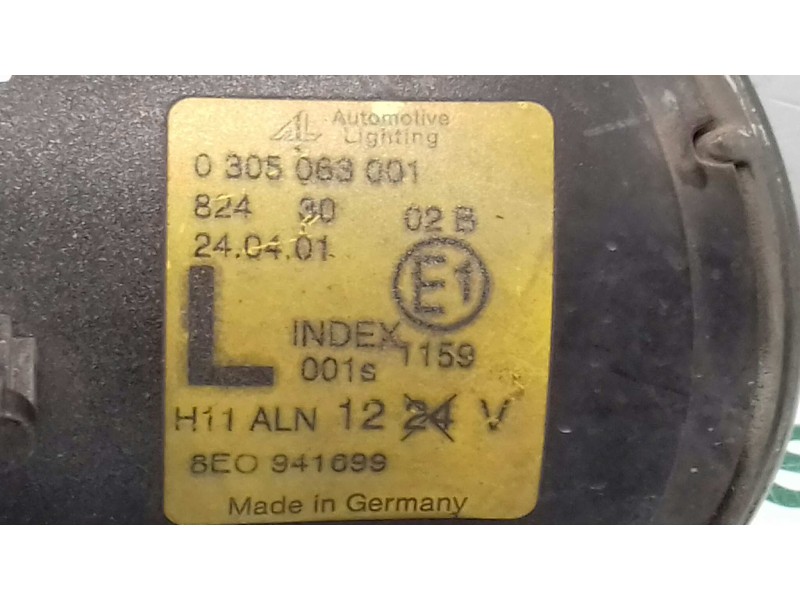 AL Automotive
Lighting
0 305 063 001
824 30 02 B
24.04.01
E1
L
INDEX 1159
001s
H11 ALN 12 24 V
8E0 941699
Made in Germany